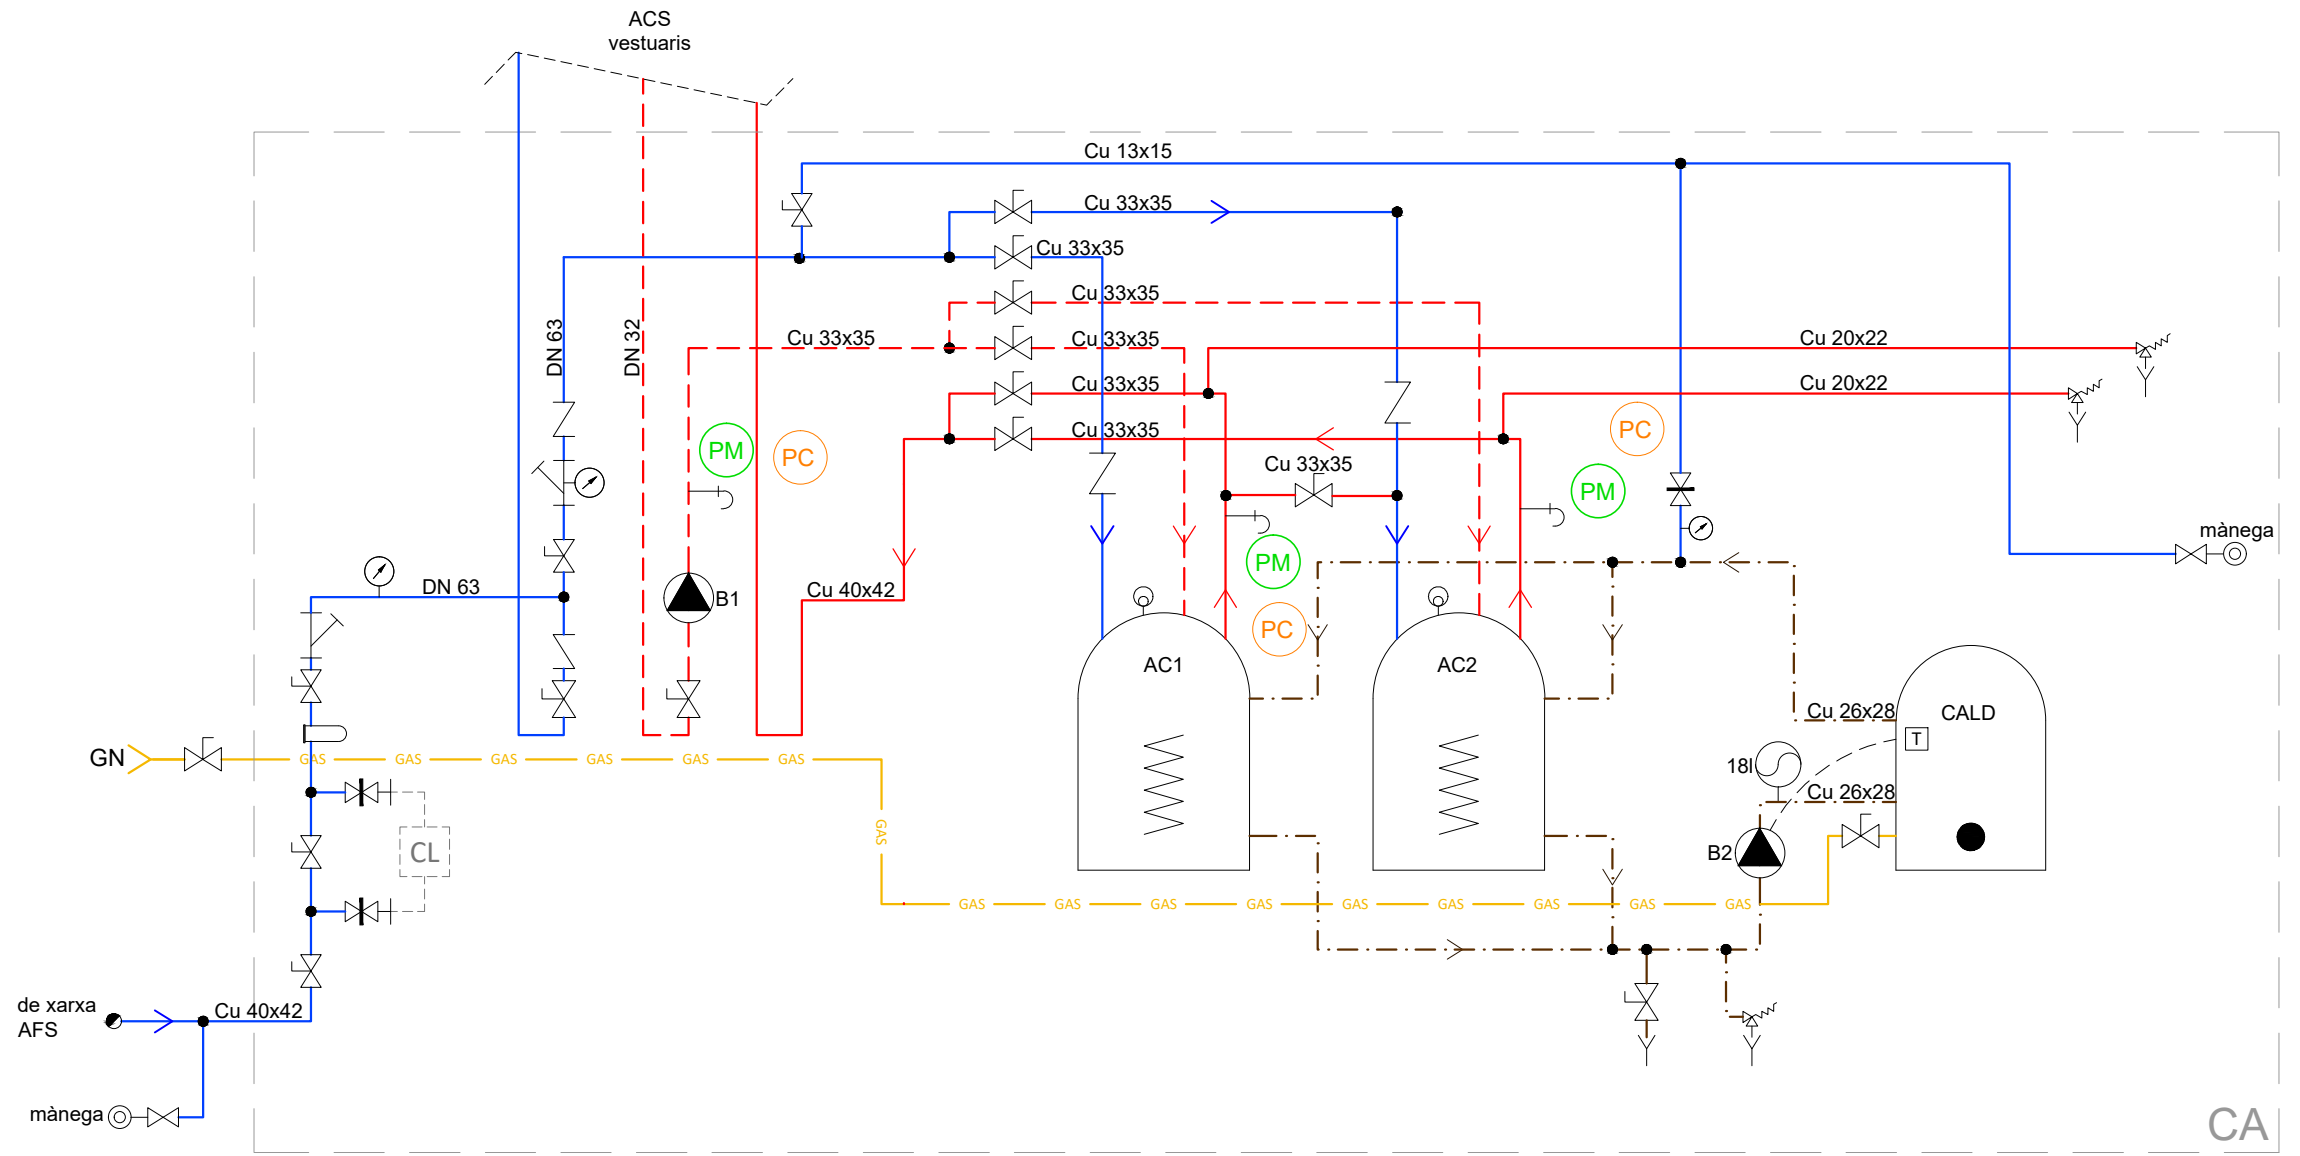 ACS
vestuaris
Cu 13x15
Cu 33x35
Cu 33x35
Cu 33x35
Cu 33x35
Cu 33x35
Cu 20x22
DN 63
DN 32
Cu 33x35
Cu 20x22
Cu 33x35
PM
PC
Cu 33x35
PC
PM
mànega
PM
DN 63
B1
Cu 40x42
PC
AC1
AC2
Cu 26x28
CALD
T
GN
GAS
GAS
GAS
GAS
GAS
GAS
18l
Cu 26x28
GAS
CL
B2
GAS
GAS
GAS
GAS
GAS
GAS
GAS
GAS
GAS
de xarxa
AFS
Cu 40x42
mànega
CA